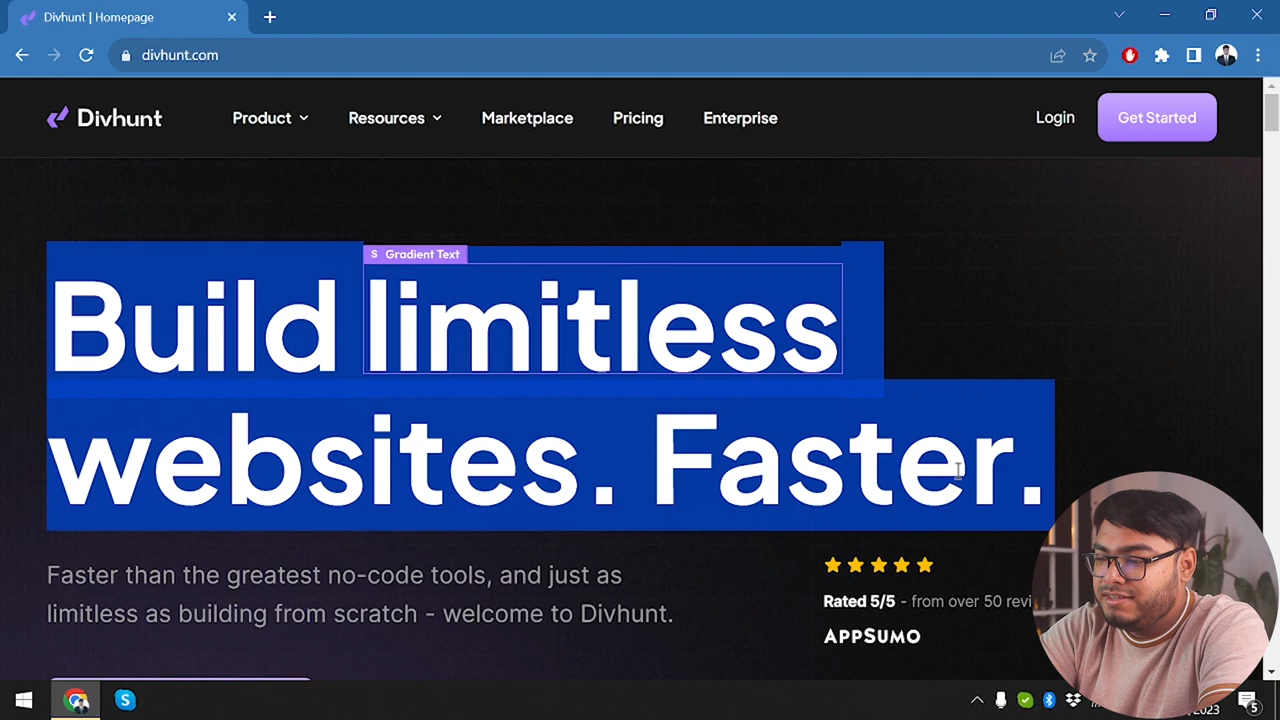 Divhunt | Homepage
divhunt.com
Divhunt
Product
Resources
Marketplace
Pricing
Enterprise
Login
Get Started
S Gradient Text
Build limitless
websites. Faster.
Faster than the greatest no-code tools, and just as
limitless as building from scratch - welcome to Divhunt.
Rated 5/5 - from over 50
APPSUMO
2023
5